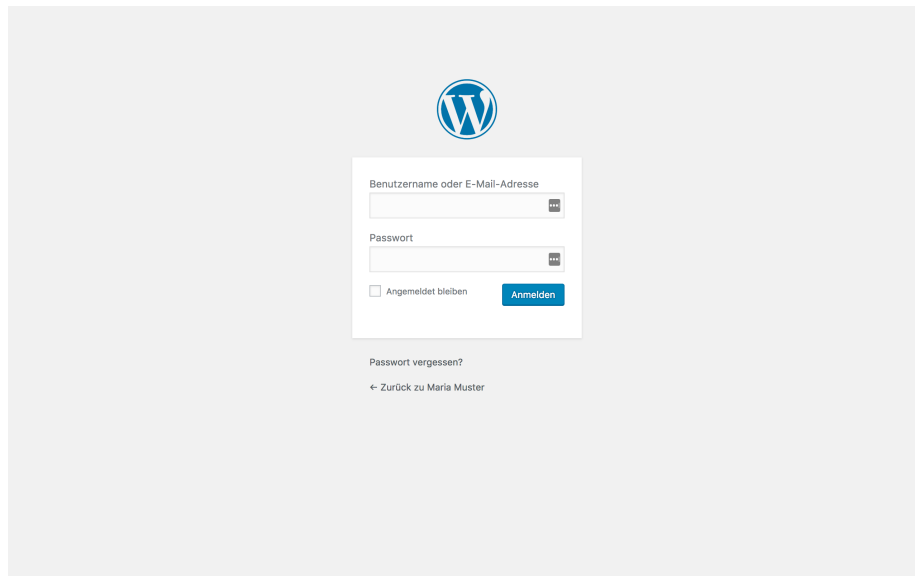 Benutzername oder E-Mail-Adresse
Passwort
Angemeldet bleiben
Anmelden
Passwort vergessen?
← Zurück zu Maria Muster